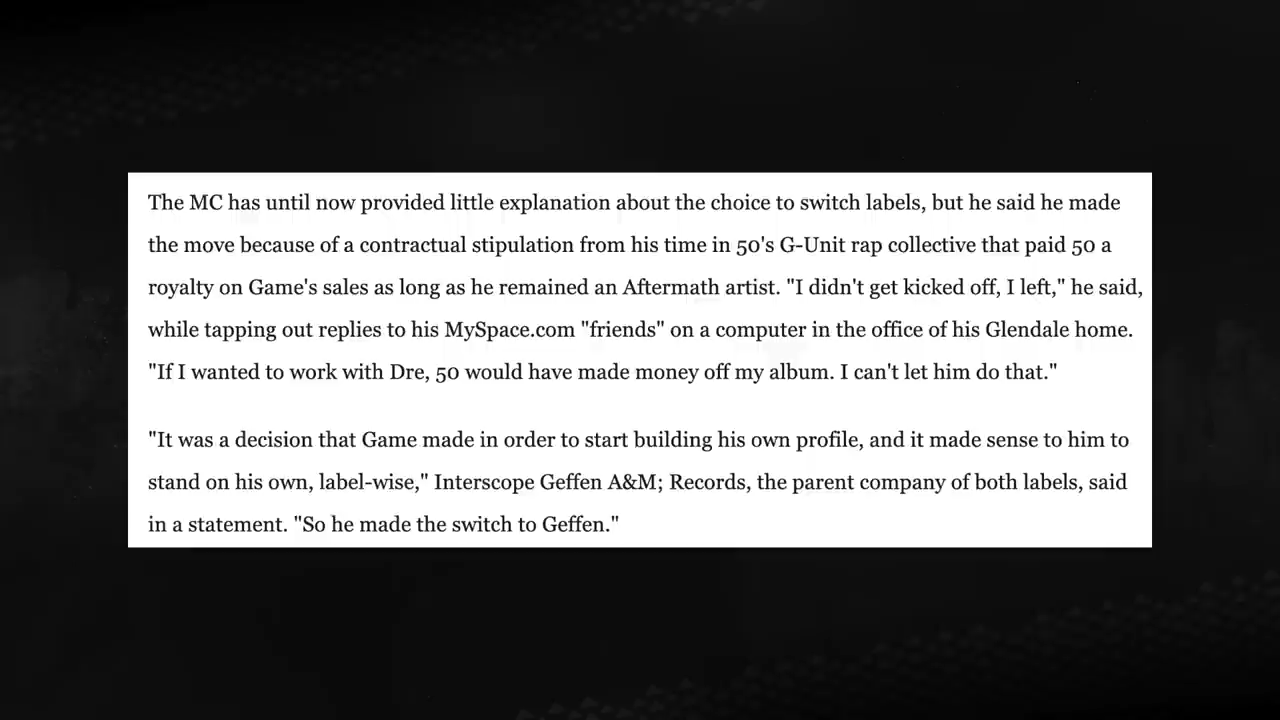 The MC has until now provided little explanation about the choice to switch labels, but he said he made
the move because of a contractual stipulation from his time in 50's G-Unit rap collective that paid 50 a
royalty on Game's sales as long as he remained an Aftermath artist. "I didn't get kicked off, I left," he said,
while tapping out replies to his MySpace.com "friends" on a computer in the office of his Glendale home.
"If I wanted to work with Dre, 50 would have made money off my album. I can't let him do that."
"It was a decision that Game made in order to start building his own profile, and it made sense to him to
stand on his own, label-wise," Interscope Geffen A&M; Records, the parent company of both labels, said
in a statement. "So he made the switch to Geffen."